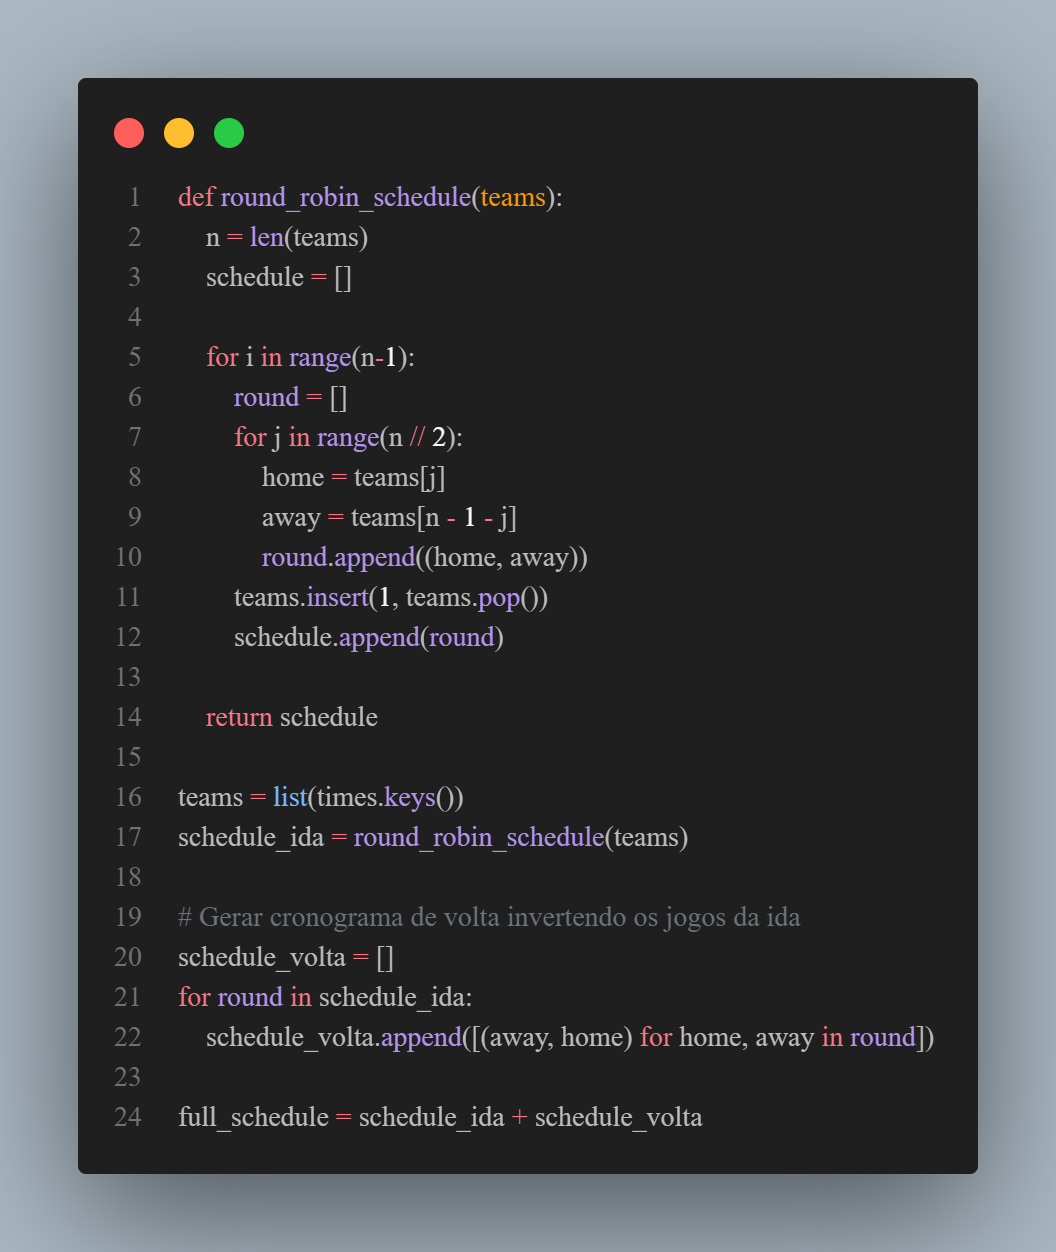 1 def round_robin_schedule(teams):
2     n = len(teams)
3     schedule = []
4
5     for i in range(n-1):
6         round = []
7         for j in range(n // 2):
8             home = teams[j]
9             away = teams[n - 1 - j]
10             round.append((home, away))
11         teams.insert(1, teams.pop())
12         schedule.append(round)
13
14     return schedule
15
16 teams = list(times.keys())
17 schedule_ida = round_robin_schedule(teams)
18
19 # Gerar cronograma de volta invertendo os jogos da ida
20 schedule_volta = []
21 for round in schedule_ida:
22     schedule_volta.append([(away, home) for home, away in round])
23
24 full_schedule = schedule_ida + schedule_volta